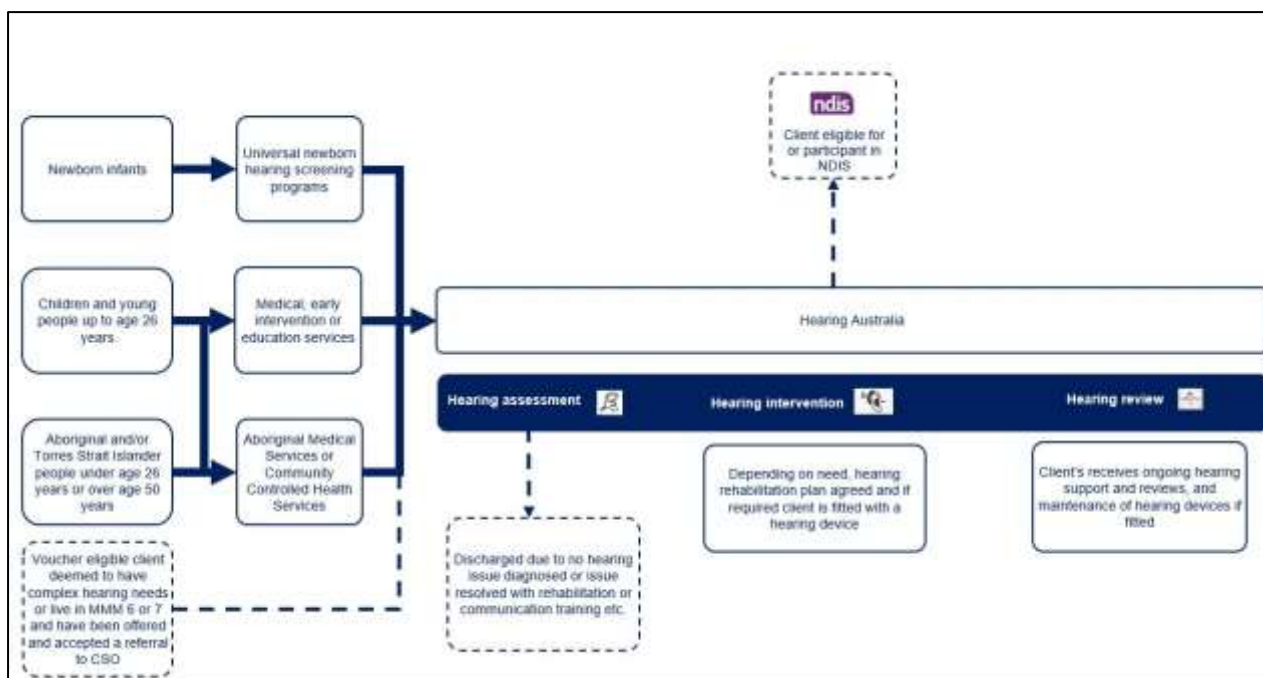 Newborn infants
Universal newborn
hearing screening
programs
ndis
Client eligible for
or participant in
NDIS
Children and young
people up to age 26
years
Medical, early
intervention or
education services
Hearing Australia
Aboriginal and/or
Torres Strait Islander
people under age 26
years or over age 50
years
Aboriginal Medical
Services or
Community
Controlled Health
Services
Hearing assessment
Hearing intervention
Hearing review
Depending on need, hearing
rehabilitation plan agreed and if
required client is fitted with a
hearing device
Client's receives ongoing hearing
support and reviews, and
maintenance of hearing devices if
fitted
Voucher eligible client
deemed to have
complex hearing needs
or live in MMM 6 or 7
and have been offered
and accepted a referral
to CSO
Discharged due to no hearing
issue diagnosed or issue
resolved with rehabilitation or
communication training etc.